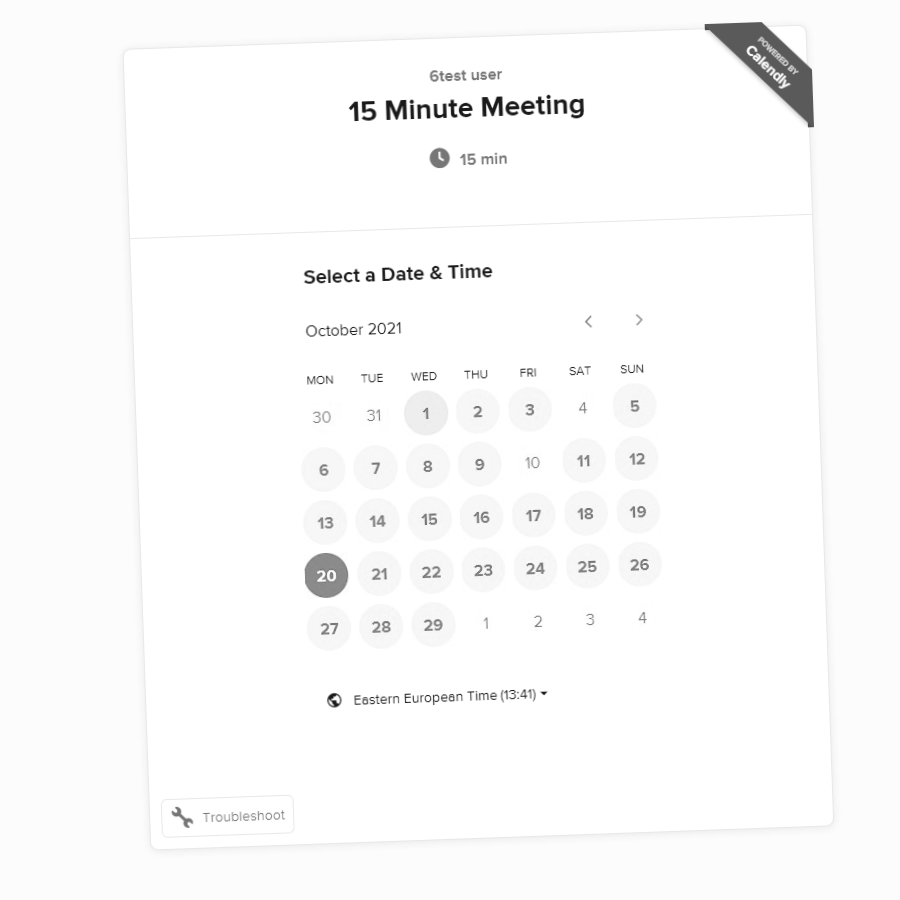 POWERED BY
Calendly
6test user
15 Minute Meeting
15 min
Select a Date & Time
October 2021
MON TUE WED THU FRI SAT SUN
30 31 1 2 3 4 5
6 7 8 9 10 11 12
13 14 15 16 17 18 19
20 21 22 23 24 25 26
27 28 29 1 2 3 4
Eastern European Time (13:41)
Troubleshoot